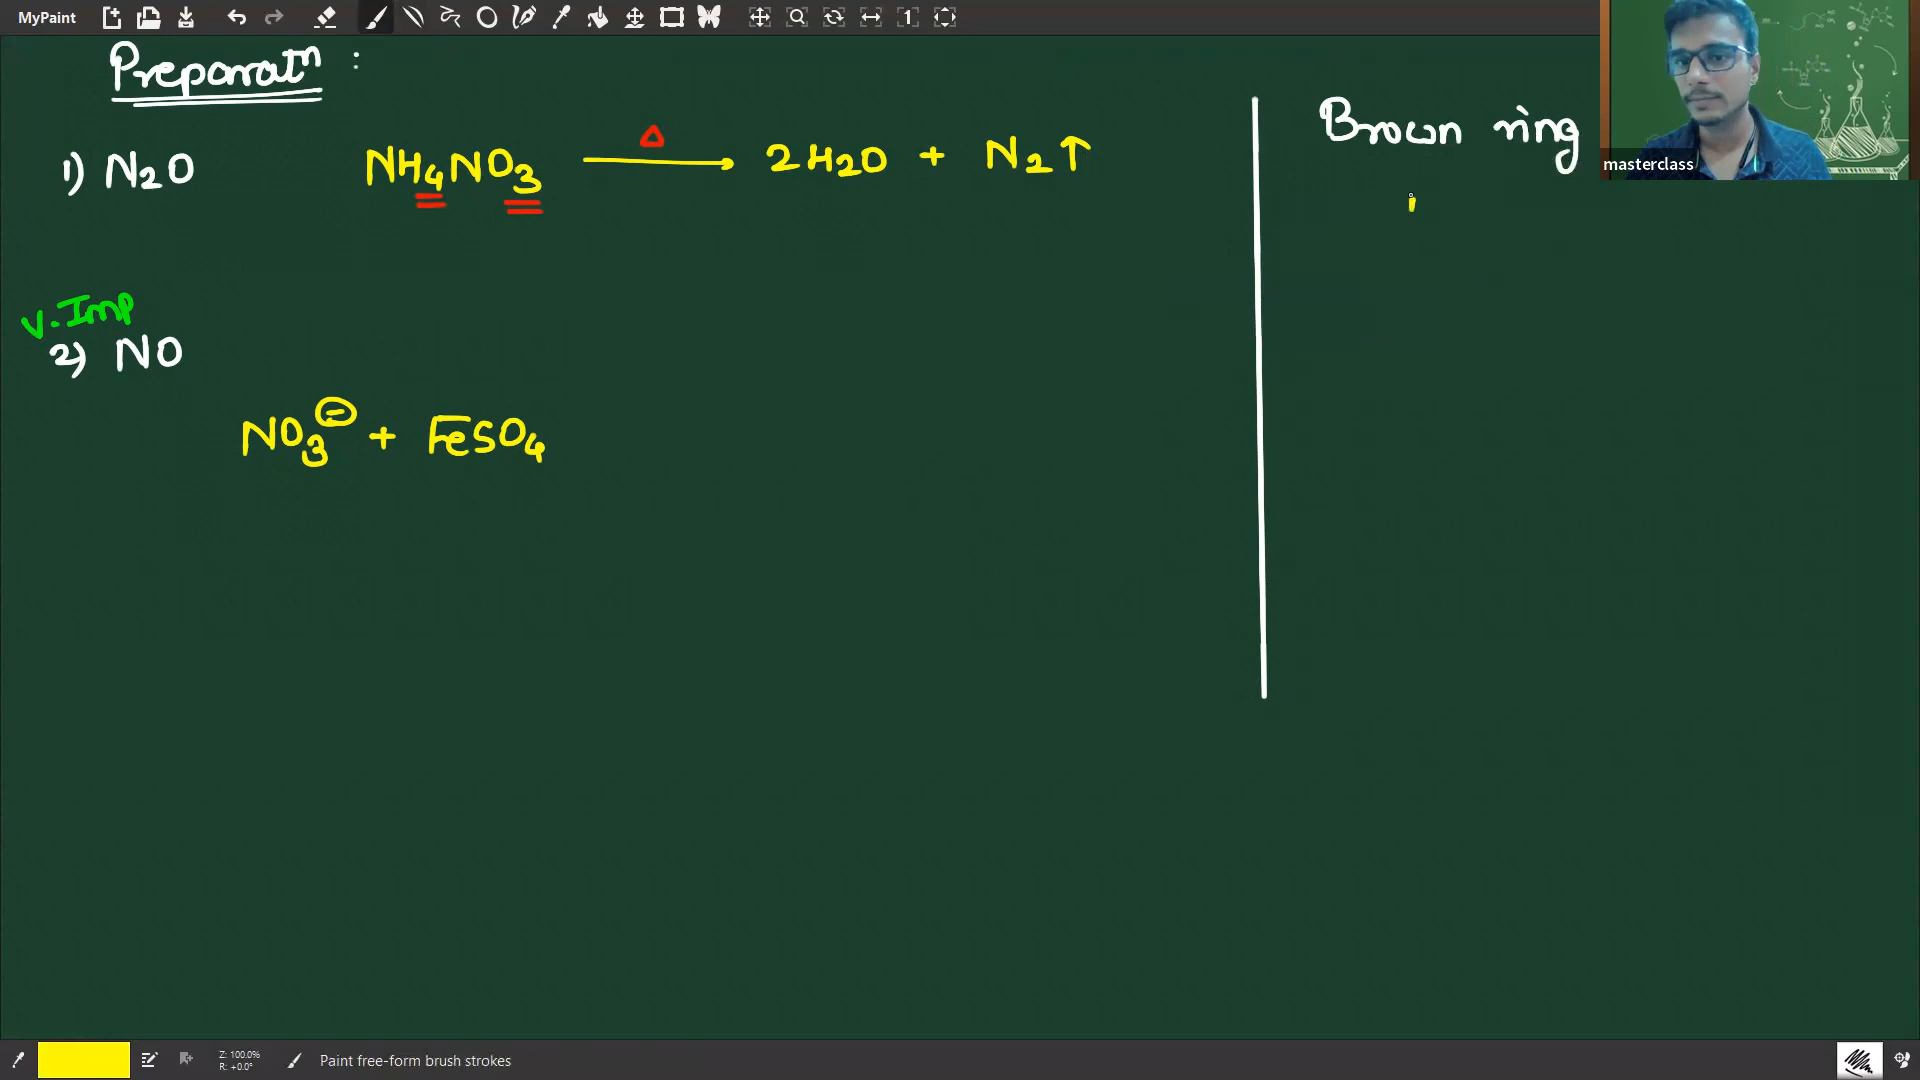 MyPaint
Preparatⁿ :
1) N2O NH4NO3 —Δ→ 2H2O + N2↑
Brown ring
masterclass
V. Imp
2) NO
NO3⊖ + FeSO4
Z: 100.0%
R: +0.0°
Paint free-form brush strokes